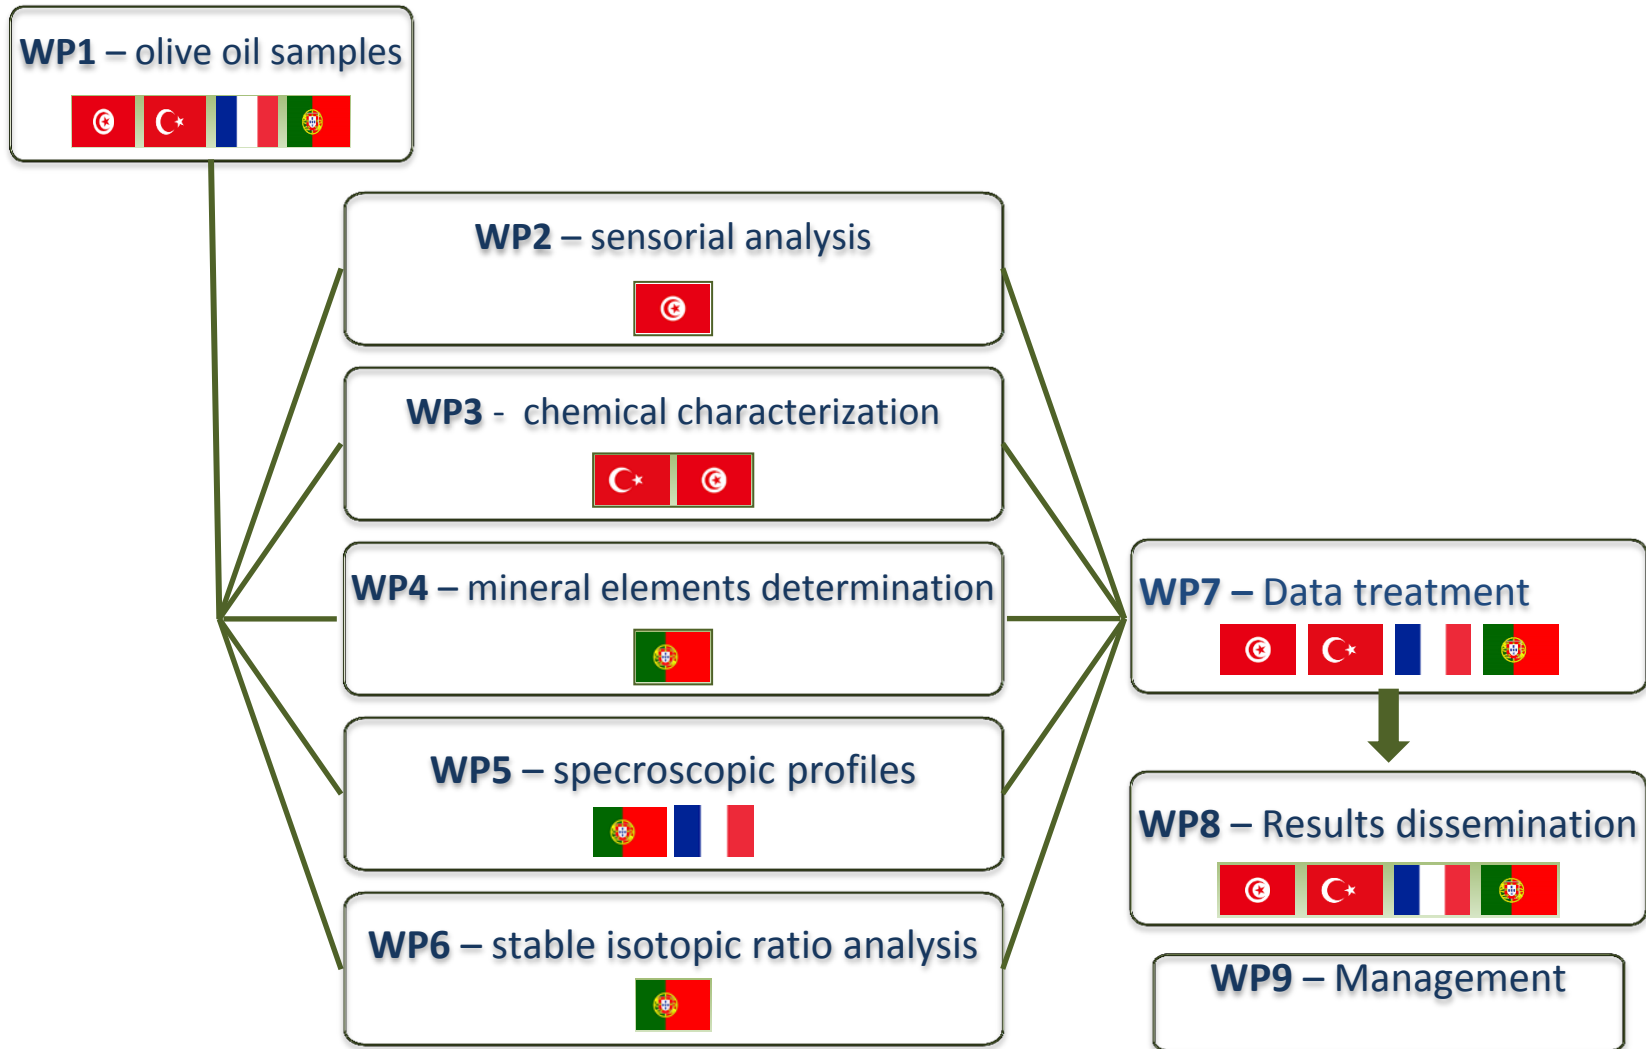 WP1 – olive oil samples
WP2 – sensorial analysis
WP3 - chemical characterization
WP4 – mineral elements determination
WP5 – specroscopic profiles
WP6 – stable isotopic ratio analysis
WP7 – Data treatment
WP8 – Results dissemination
WP9 – Management